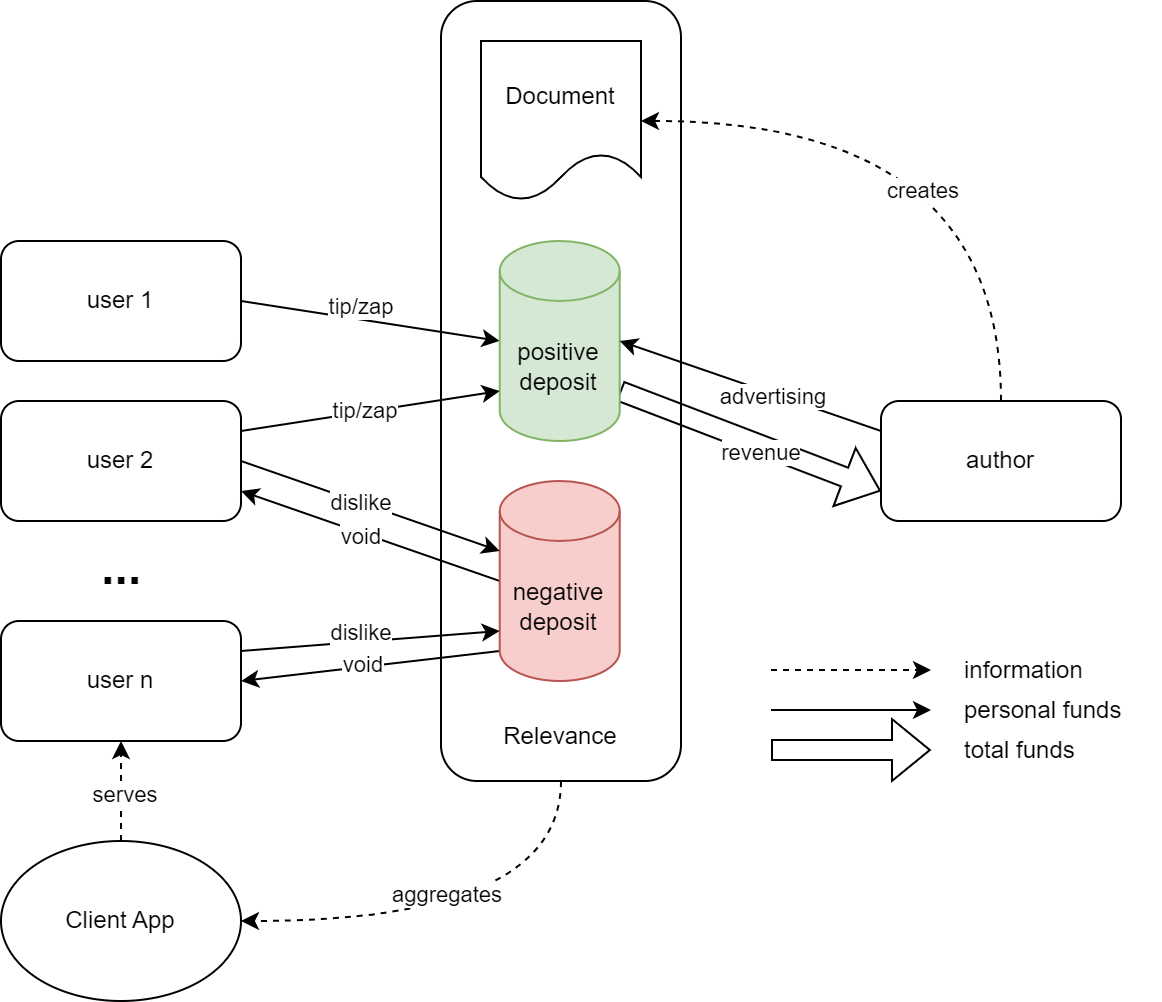 Document
creates
user 1
tip/zap
positive
deposit
advertising
user 2
tip/zap
revenue
author
dislike
void
...
negative
deposit
dislike
void
user n
information
personal funds
total funds
Relevance
serves
aggregates
Client App